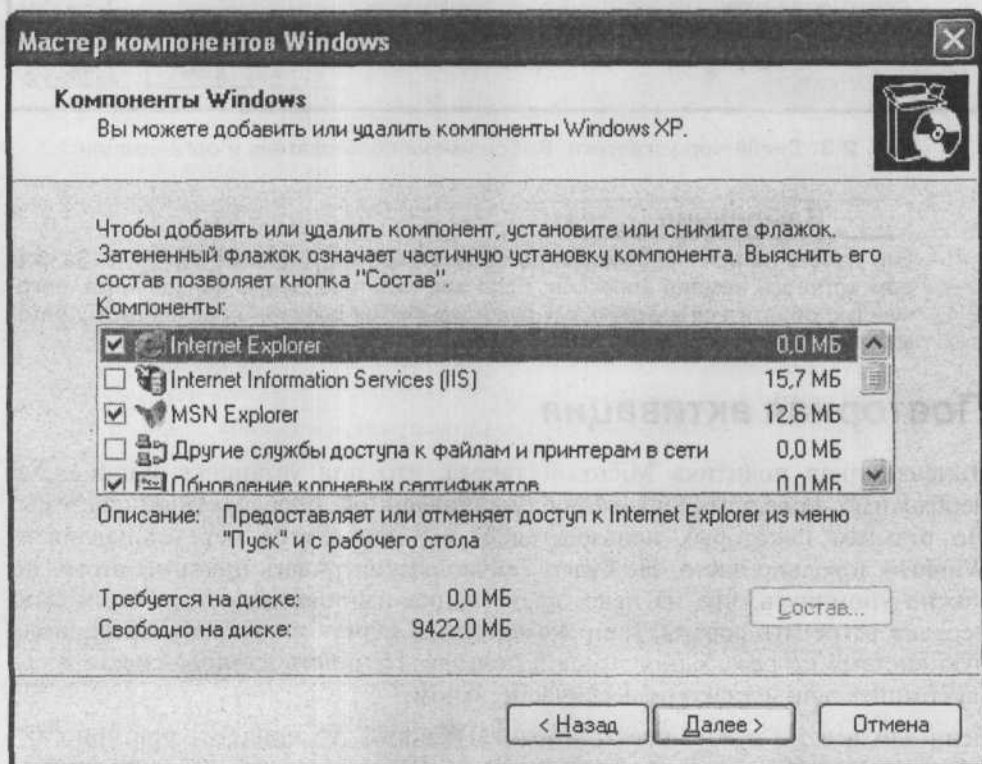 Мастер компонентов Windows
Компоненты Windows
Вы можете добавить или удалить компоненты Windows XP.
Чтобы добавить или удалить компонент, установите или снимите флажок.
Затененный флажок означает частичную установку компонента. Выяснить его
состав позволяет кнопка "Состав".
Компоненты:
Internet Explorer 0,0 МБ
Internet Information Services (IIS) 15,7 МБ
MSN Explorer 12,6 МБ
Другие службы доступа к файлам и принтерам в сети 0,0 МБ
Обновление корневых сертификатов 0,0 МБ
Описание: Предоставляет или отменяет доступ к Internet Explorer из меню
"Пуск" и с рабочего стола
Требуется на диске: 0,0 МБ
Свободно на диске: 9422,0 МБ
Состав...
< Назад
Далее >
Отмена